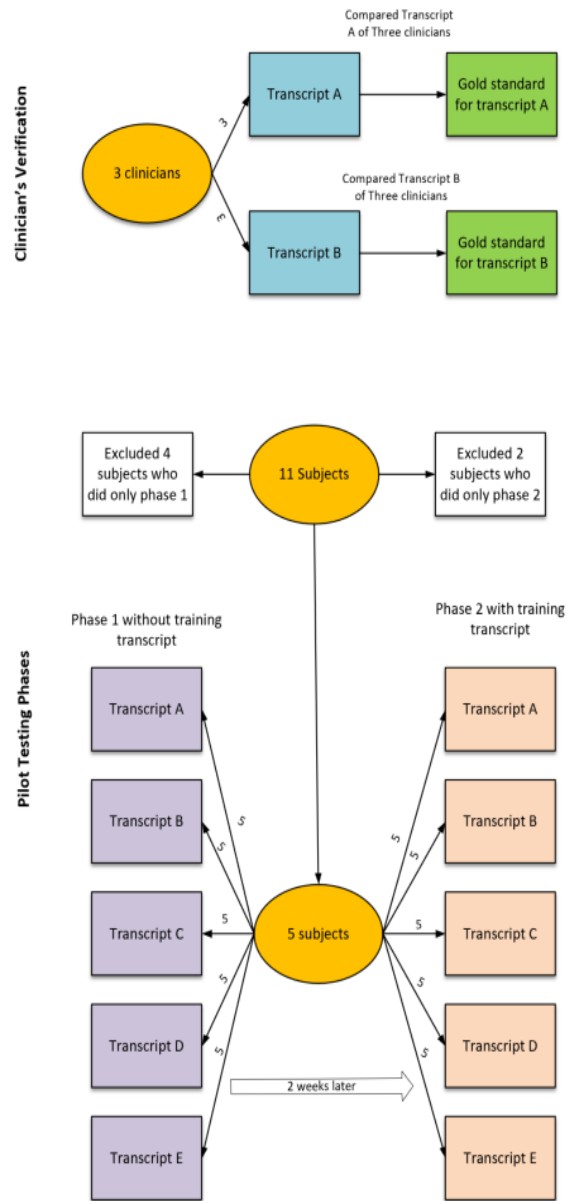 Clinician's Verification
Compared Transcript
A of Three clinicians
3 clinicians
3
Transcript A
Gold standard
for transcript A
Compared Transcript B
of Three clinicians
3
Transcript B
Gold standard
for transcript B
Pilot Testing Phases
Excluded 4
subjects who
did only phase 1
11 Subjects
Excluded 2
subjects who
did only phase 2
Phase 1 without training
transcript
Phase 2 with training
transcript
Transcript A
5
5
Transcript A
Transcript B
5
5
Transcript B
Transcript C
5
5 subjects
5
Transcript C
Transcript D
5
5
Transcript D
Transcript E
5
5
Transcript E
2 weeks later